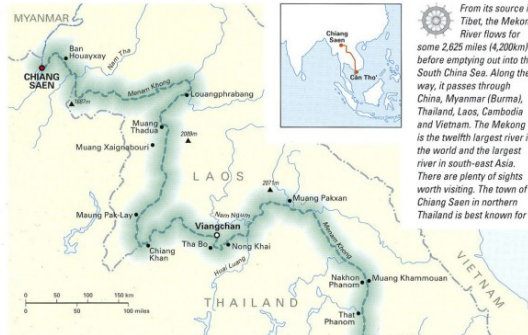 MYANMAR
Ban
Houayxay
Nam Tha
CHIANG
SAEN
Menam Khong
Louangphrabang
Muang
Thadua
2080m
Muang Xaignabouri
LAOS
2071m
Muang Pakxan
Maung Pak-Lay
Nam Ngum
Viangchan
Menam Khong
Chiang
Khan
Tha Bo
Nong Khai
Huai Luang
Nakhon
Phanom
Muang Khammouan
That
Phanom
THAILAND
VIETNAM
0 50 100 150 km
0 50 100 miles
Chiang
Saen
Can Tho'
From its source i
Tibet, the Mekon
River flows for
some 2,625 miles (4,200km)
before emptying out into th
South China Sea. Along the
way, it passes through
China, Myanmar (Burma),
Thailand, Laos, Cambodia
and Vietnam. The Mekong
is the twelfth largest river i
the world and the largest
river in south-east Asia.
There are plenty of sights
worth visiting. The town of
Chiang Saen in northern
Thailand is best known for